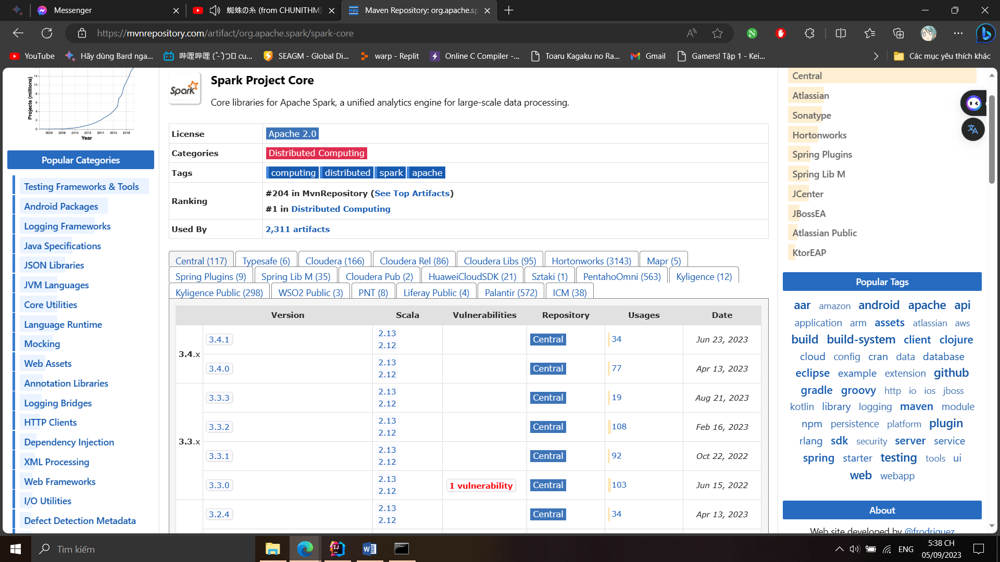 Messenger
蜘蛛の糸 (from CHUNITHM)
Maven Repository: org.apache.sp
https://mvnrepository.com/artifact/org.apache.spark/spark-core
YouTube
Hãy dùng Bard nga...
SEAGM - Global Di...
warp - Replit
Online C Compiler -...
Toaru Kagaku no Ra...
Gmail
Gamers! Tập 1 - Kei...
Các mục yêu thích khác
12
10
8
6
4
2
0
Projects (millions)
2006 2008 2010 2012 2014 2016 2018
Year
Popular Categories
Testing Frameworks & Tools
Android Packages
Logging Frameworks
Java Specifications
JSON Libraries
JVM Languages
Core Utilities
Language Runtime
Mocking
Web Assets
Annotation Libraries
Logging Bridges
HTTP Clients
Dependency Injection
XML Processing
Web Frameworks
I/O Utilities
Defect Detection Metadata
Spark
Spark Project Core
Core libraries for Apache Spark, a unified analytics engine for large-scale data processing.
License Apache 2.0
Categories Distributed Computing
Tags computing distributed spark apache
Ranking #204 in MvnRepository (See Top Artifacts)
#1 in Distributed Computing
Used By 2,311 artifacts
Central (117) Typesafe (6) Cloudera (166) Cloudera Rel (86) Cloudera Libs (95) Hortonworks (3143) Mapr (5)
Spring Plugins (9) Spring Lib M (35) Cloudera Pub (2) HuaweiCloudSDK (21) Sztaki (1) PentahoOmni (563) Kyligence (12)
Kyligence Public (298) WSO2 Public (3) PNT (8) Liferay Public (4) Palantir (572) ICM (38)
Version Scala Vulnerabilities Repository Usages Date
3.4.x
3.4.1 2.13 2.12 Central 34 Jun 23, 2023
3.4.0 2.13 2.12 Central 77 Apr 13, 2023
3.3.x
3.3.3 2.13 2.12 Central 19 Aug 21, 2023
3.3.2 2.13 2.12 Central 108 Feb 16, 2023
3.3.1 2.13 2.12 Central 92 Oct 22, 2022
3.3.0 2.13 2.12 1 vulnerability Central 103 Jun 15, 2022
3.2.4 2.13 2.12 Central 34 Apr 13, 2023
Central
Atlassian
Sonatype
Hortonworks
Spring Plugins
Spring Lib M
JCenter
JBossEA
Atlassian Public
KtorEAP
Popular Tags
aar amazon android apache api
application arm assets atlassian aws
build build-system client clojure
cloud config cran data database
eclipse example extension github
gradle groovy http io ios jboss
kotlin library logging maven module
npm persistence platform plugin
rlang sdk security server service
spring starter testing tools ui
web webapp
About
Web site developed by @frodriguez
Tìm kiếm
ENG
5:38 CH
05/09/2023